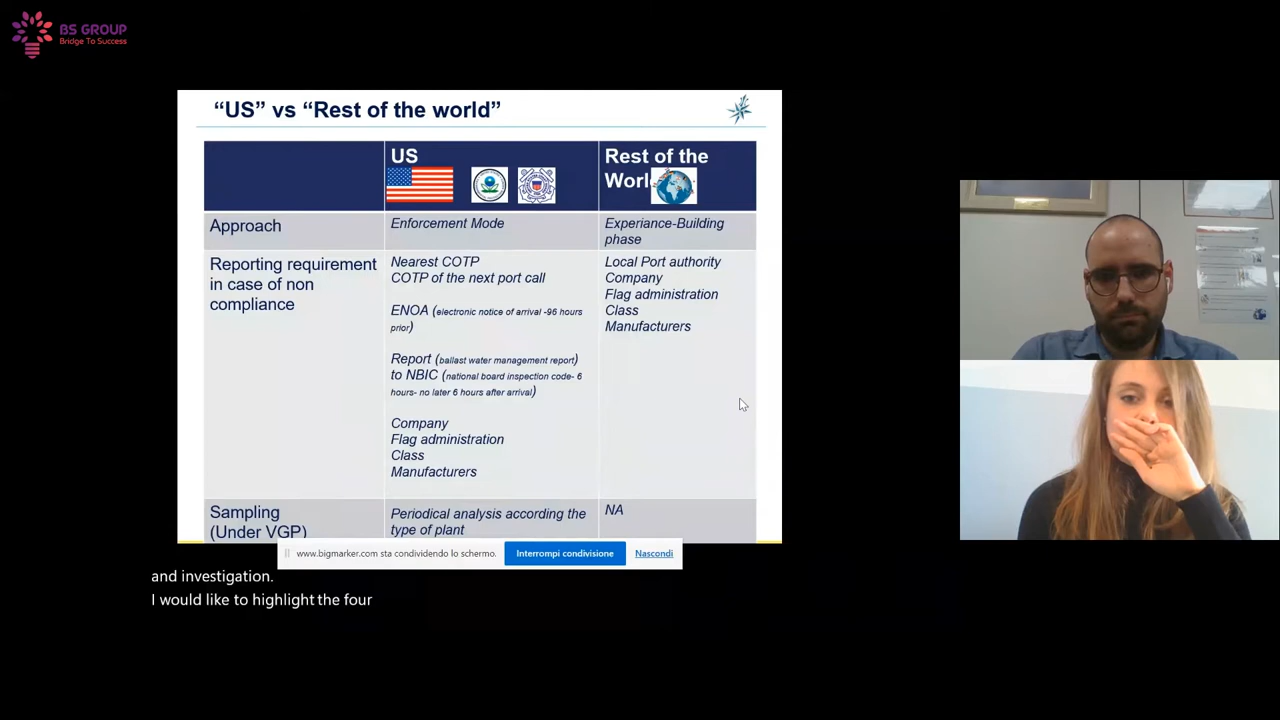 BS GROUP
Bridge To Success
“US” vs “Rest of the world”
US
Rest of the
Worl
Approach
Enforcement Mode
Experiance-Building
phase
Reporting requirement
in case of non
compliance
Nearest COTP
COTP of the next port call
ENOA (electronic notice of arrival -96 hours
prior)
Report (ballast water management report)
to NBIC (national board inspection code- 6
hours- no later 6 hours after arrival)
Company
Flag administration
Class
Manufacturers
Local Port authority
Company
Flag administration
Class
Manufacturers
Sampling
(Under VGP)
Periodical analysis according the
type of plant
NA
www.bigmarker.com sta condividendo lo schermo.
Interrompi condivisione
Nascondi
and investigation.
I would like to highlight the four